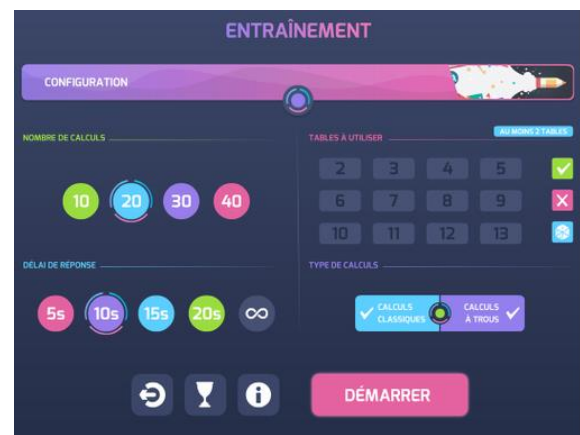 ENTRAÎNEMENT
CONFIGURATION
NOMBRE DE CALCULS
10 20 30 40
DÉLAI DE RÉPONSE
5s 10s 15s 20s ∞
TABLES À UTILISER
AU MOINS 2 TABLES
2 3 4 5
6 7 8 9
10 11 12 13
TYPE DE CALCULS
CALCULS
CLASSIQUES
CALCULS
À TROUS
DÉMARRER